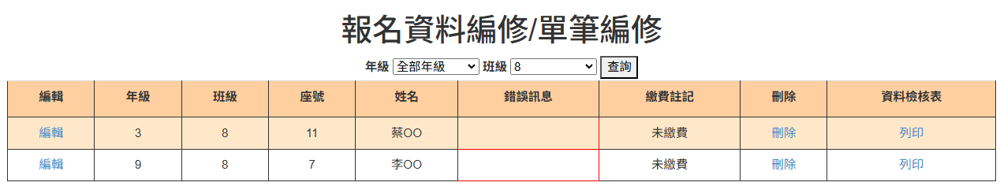 報名資料編修/單筆編修
年級 全部年級 班級 8 查詢
編輯 年級 班級 座號 姓名 錯誤訊息 繳費註記 刪除 資料檢核表
編輯 3 8 11 蔡OO 未繳費 刪除 列印
編輯 9 8 7 李OO 未繳費 刪除 列印